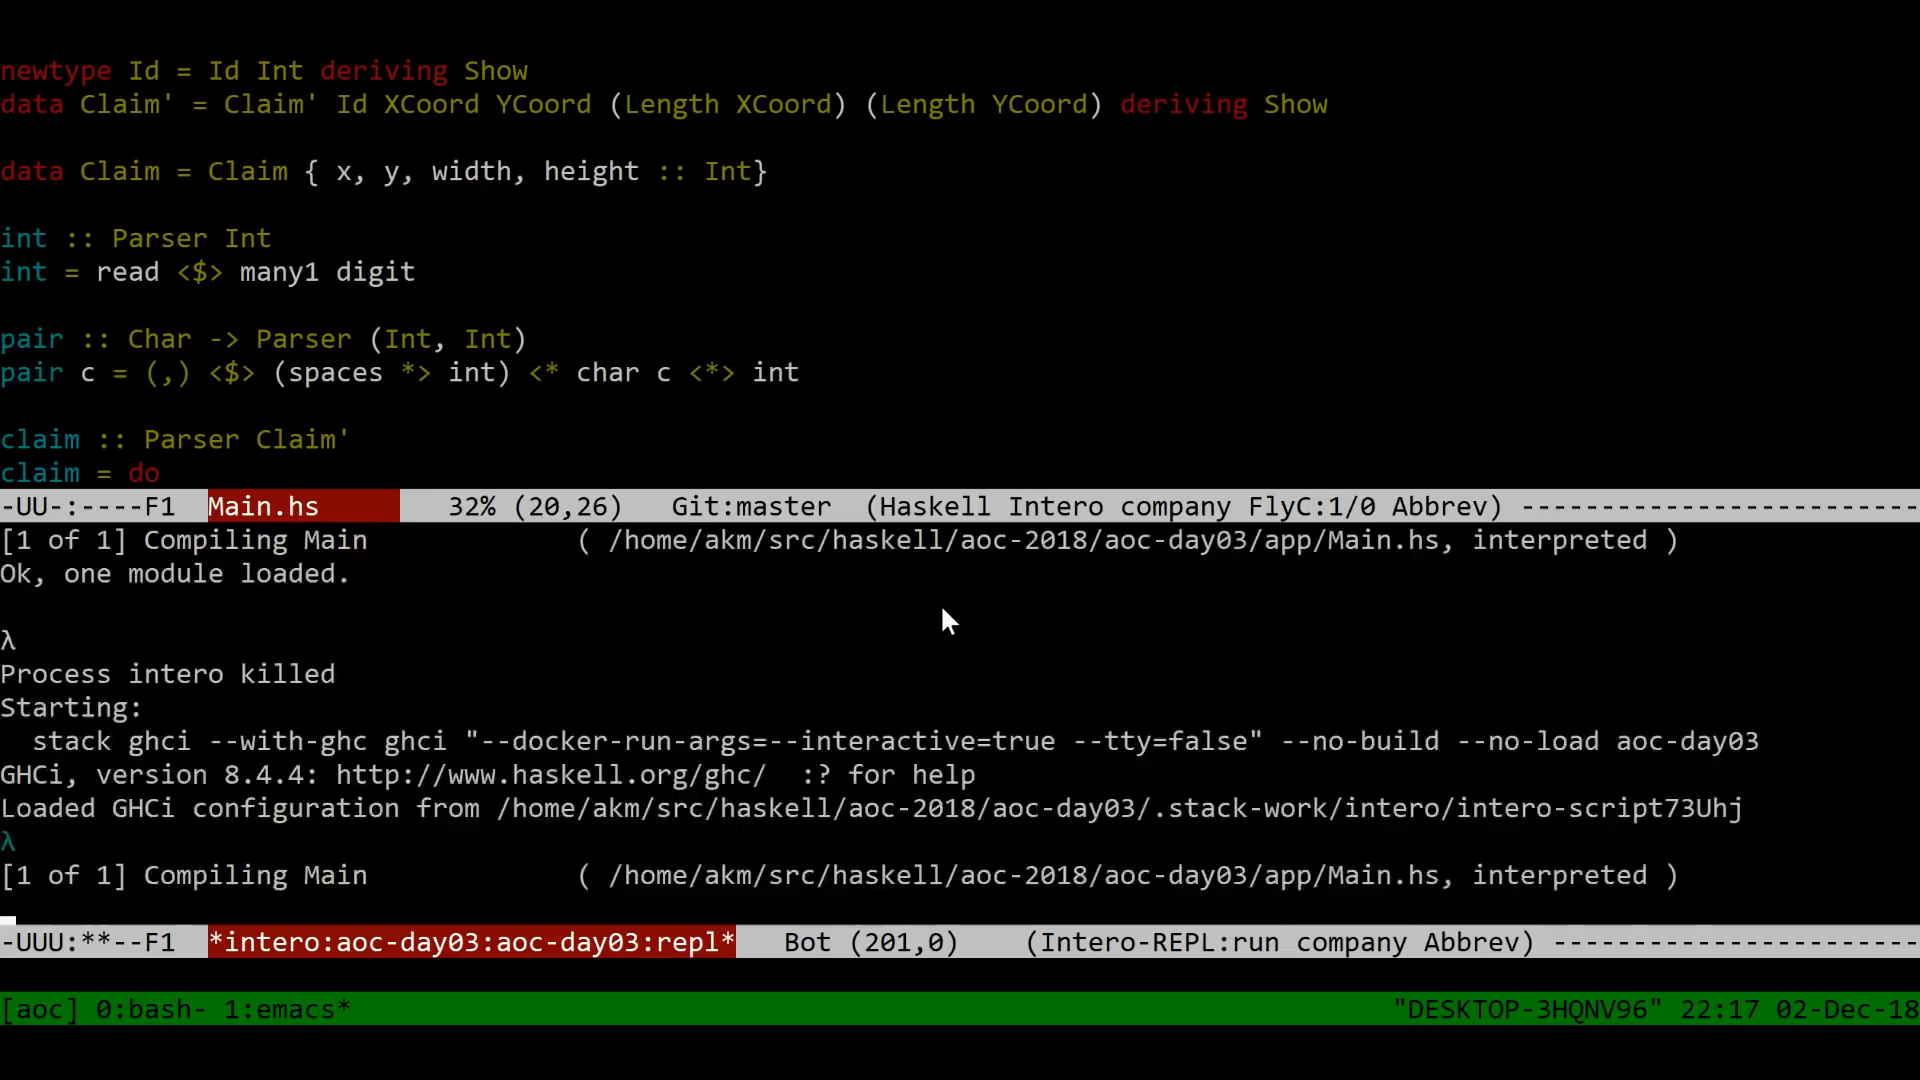 newtype Id = Id Int deriving Show
data Claim' = Claim' Id XCoord YCoord (Length XCoord) (Length YCoord) deriving Show
data Claim = Claim { x, y, width, height :: Int}
int :: Parser Int
int = read <$> many1 digit
pair :: Char -> Parser (Int, Int)
pair c = (,) <$> (spaces *> int) <* char c <*> int
claim :: Parser Claim'
claim = do
-UU-:----F1  Main.hs      32% (20,26)   Git:master  (Haskell Intero company FlyC:1/0 Abbrev) -------------------------
[1 of 1] Compiling Main             ( /home/akm/src/haskell/aoc-2018/aoc-day03/app/Main.hs, interpreted )
Ok, one module loaded.
λ
Process intero killed
Starting:
  stack ghci --with-ghc ghci "--docker-run-args=--interactive=true --tty=false" --no-build --no-load aoc-day03
GHCi, version 8.4.4: http://www.haskell.org/ghc/  :? for help
Loaded GHCi configuration from /home/akm/src/haskell/aoc-2018/aoc-day03/.stack-work/intero/intero-script73Uhj
λ
[1 of 1] Compiling Main             ( /home/akm/src/haskell/aoc-2018/aoc-day03/app/Main.hs, interpreted )
-UUU:**--F1  *intero:aoc-day03:aoc-day03:repl*   Bot (201,0)    (Intero-REPL:run company Abbrev) -----------------------
[aoc] 0:bash- 1:emacs*                                                                 "DESKTOP-3HQNV96" 22:17 02-Dec-18